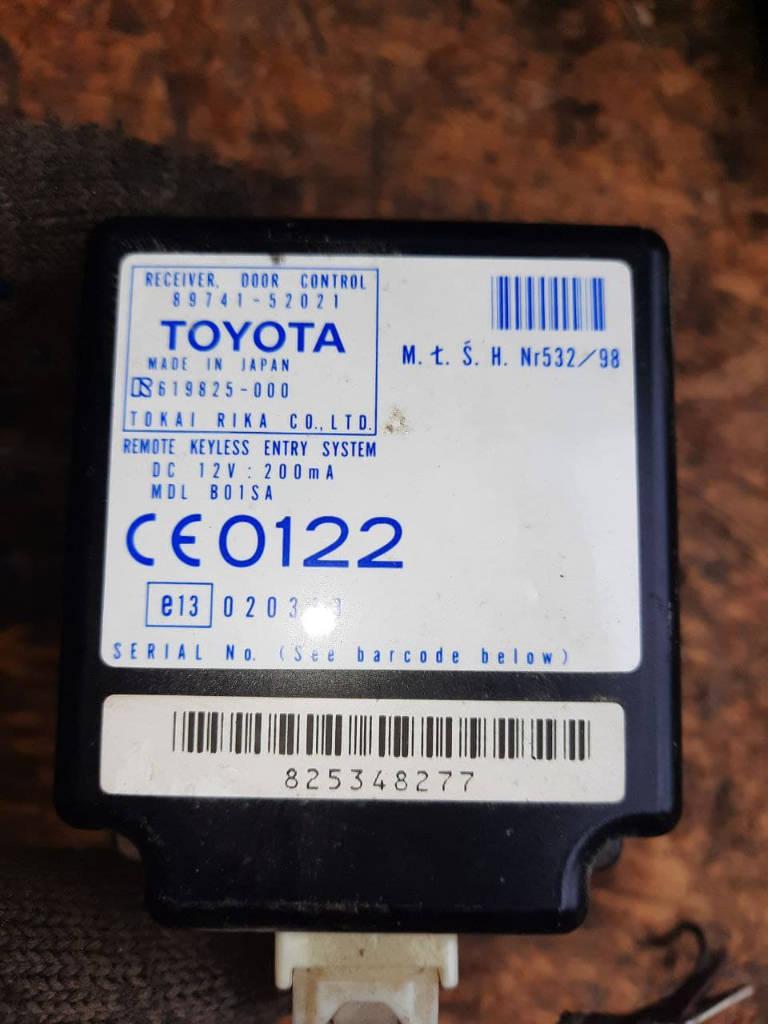 RECEIVER, DOOR CONTROL
89741-52021
TOYOTA
MADE IN JAPAN
619825-000
TOKAI RIKA CO.,LTD.
M. Ł. Ś. H. Nr532/98
REMOTE KEYLESS ENTRY SYSTEM
DC 12V : 200mA
MDL B01SA
CE0122
e13
SERIAL No. (See barcode below)
825348277